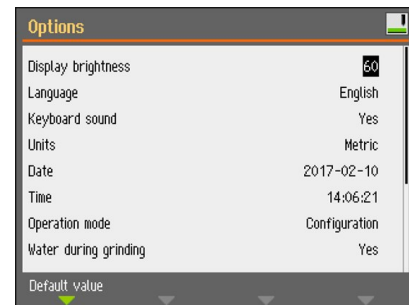 Options
Display brightness 60
Language English
Keyboard sound Yes
Units Metric
Date 2017-02-10
Time 14:06:21
Operation mode Configuration
Water during grinding Yes
Default value